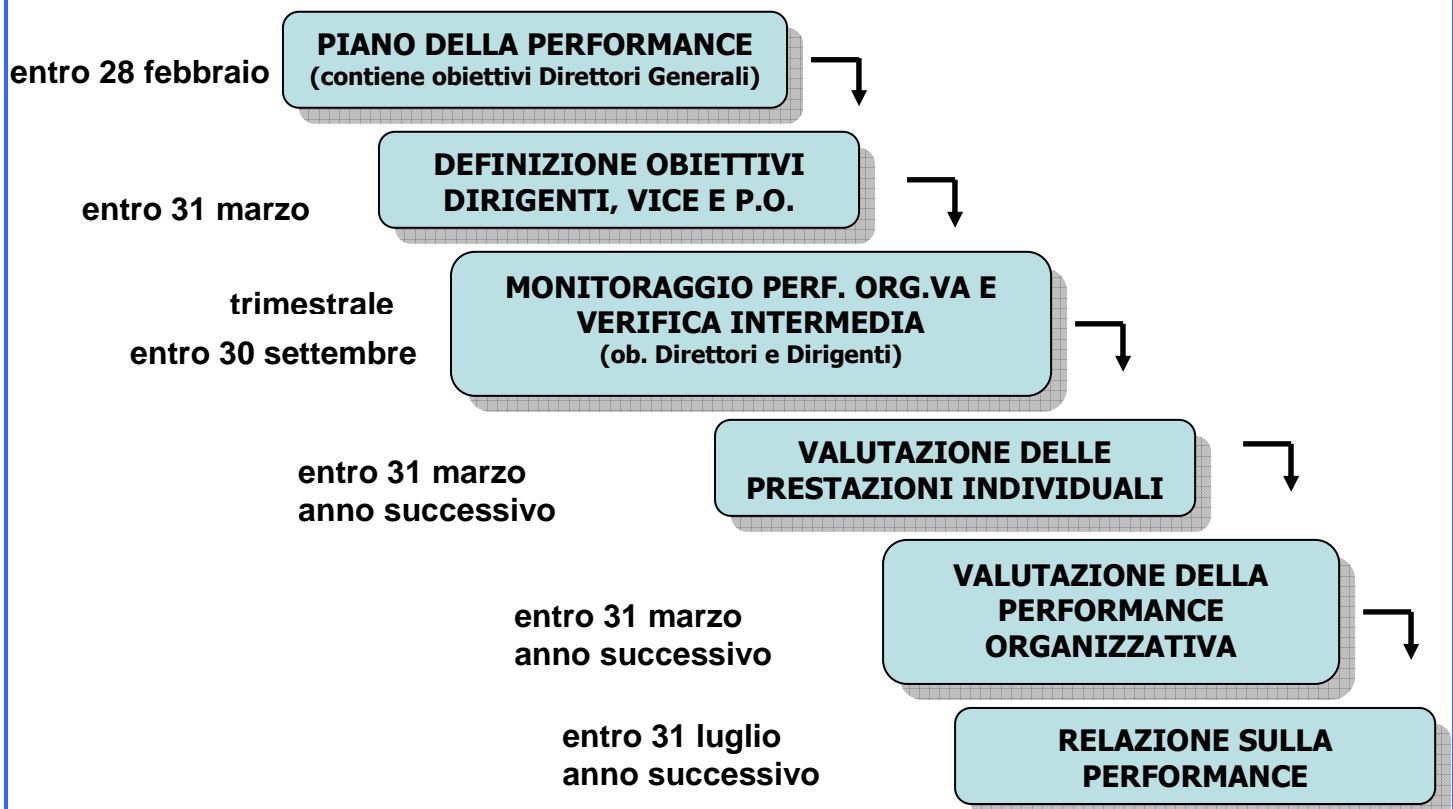 PIANO DELLA PERFORMANCE
(contiene obiettivi Direttori Generali)
entro 28 febbraio
DEFINIZIONE OBIETTIVI
DIRIGENTI, VICE E P.O.
entro 31 marzo
MONITORAGGIO PERF. ORG.VA E
VERIFICA INTERMEDIA
(ob. Direttori e Dirigenti)
trimestrale
entro 30 settembre
VALUTAZIONE DELLE
PRESTAZIONI INDIVIDUALI
entro 31 marzo
anno successivo
VALUTAZIONE DELLA
PERFORMANCE
ORGANIZZATIVA
entro 31 marzo
anno successivo
RELAZIONE SULLA
PERFORMANCE
entro 31 luglio
anno successivo